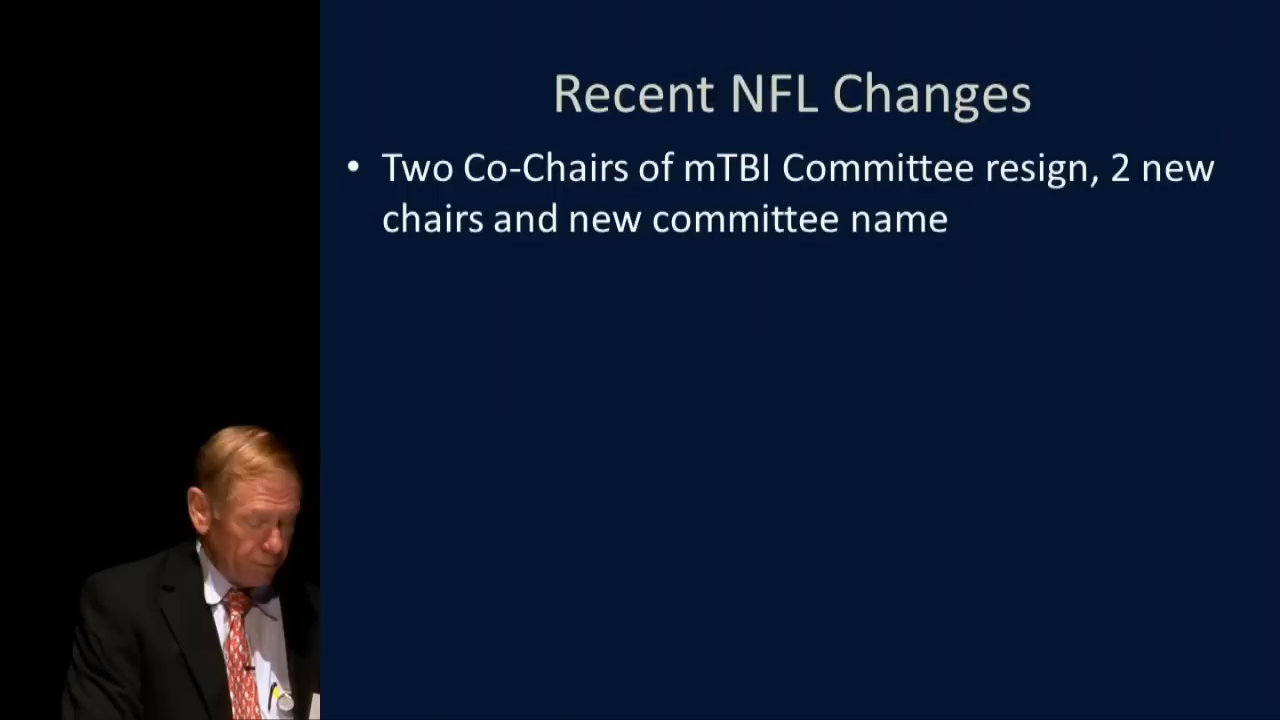 Recent NFL Changes
• Two Co-Chairs of mTBI Committee resign, 2 new
chairs and new committee name